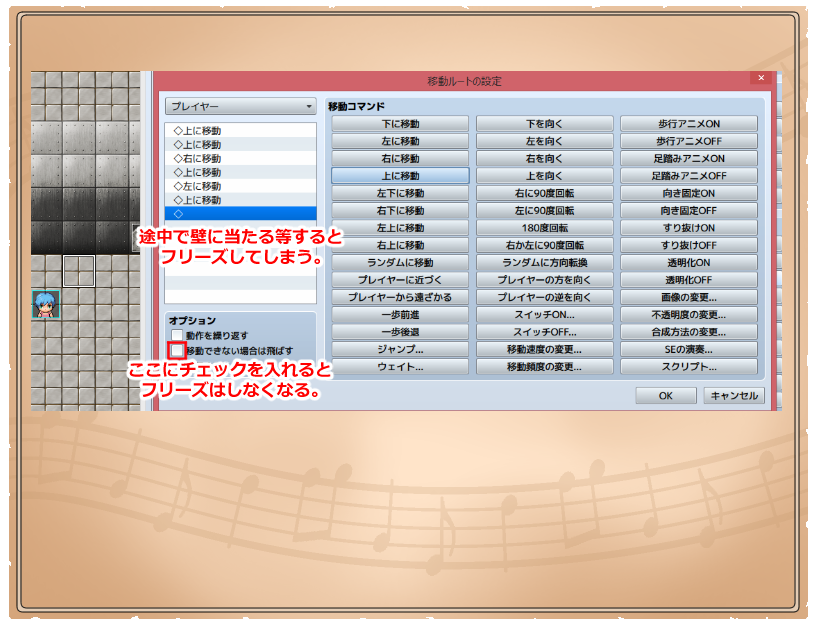 移動ルートの設定
×
プレイヤー
◇上に移動
◇上に移動
◇右に移動
◇上に移動
◇左に移動
◇上に移動
◇
途中で壁に当たる等すると
フリーズしてしまう。
オプション
動作を繰り返す
移動できない場合は飛ばす
ここにチェックを入れると
フリーズはしなくなる。
移動コマンド
下に移動 下を向く 歩行アニメON
左に移動 左を向く 歩行アニメOFF
右に移動 右を向く 足踏みアニメON
上に移動 上を向く 足踏みアニメOFF
左下に移動 右に90度回転 向き固定ON
右下に移動 左に90度回転 向き固定OFF
左上に移動 180度回転 すり抜けON
右上に移動 右か左に90度回転 すり抜けOFF
ランダムに移動 ランダムに方向転換 透明化ON
プレイヤーに近づく プレイヤーの方を向く 透明化OFF
プレイヤーから遠ざかる プレイヤーの逆を向く 画像の変更...
一歩前進 スイッチON... 不透明度の変更...
一歩後退 スイッチOFF... 合成方法の変更...
ジャンプ... 移動速度の変更... SEの演奏...
ウェイト... 移動頻度の変更... スクリプト...
OK キャンセル